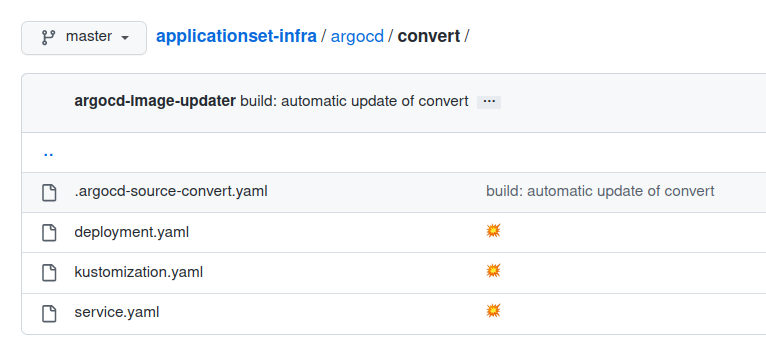 master applicationset-infra / argocd / convert /
argocd-image-updater build: automatic update of convert ...
..
.argocd-source-convert.yaml build: automatic update of convert
deployment.yaml 💥
kustomization.yaml 💥
service.yaml 💥